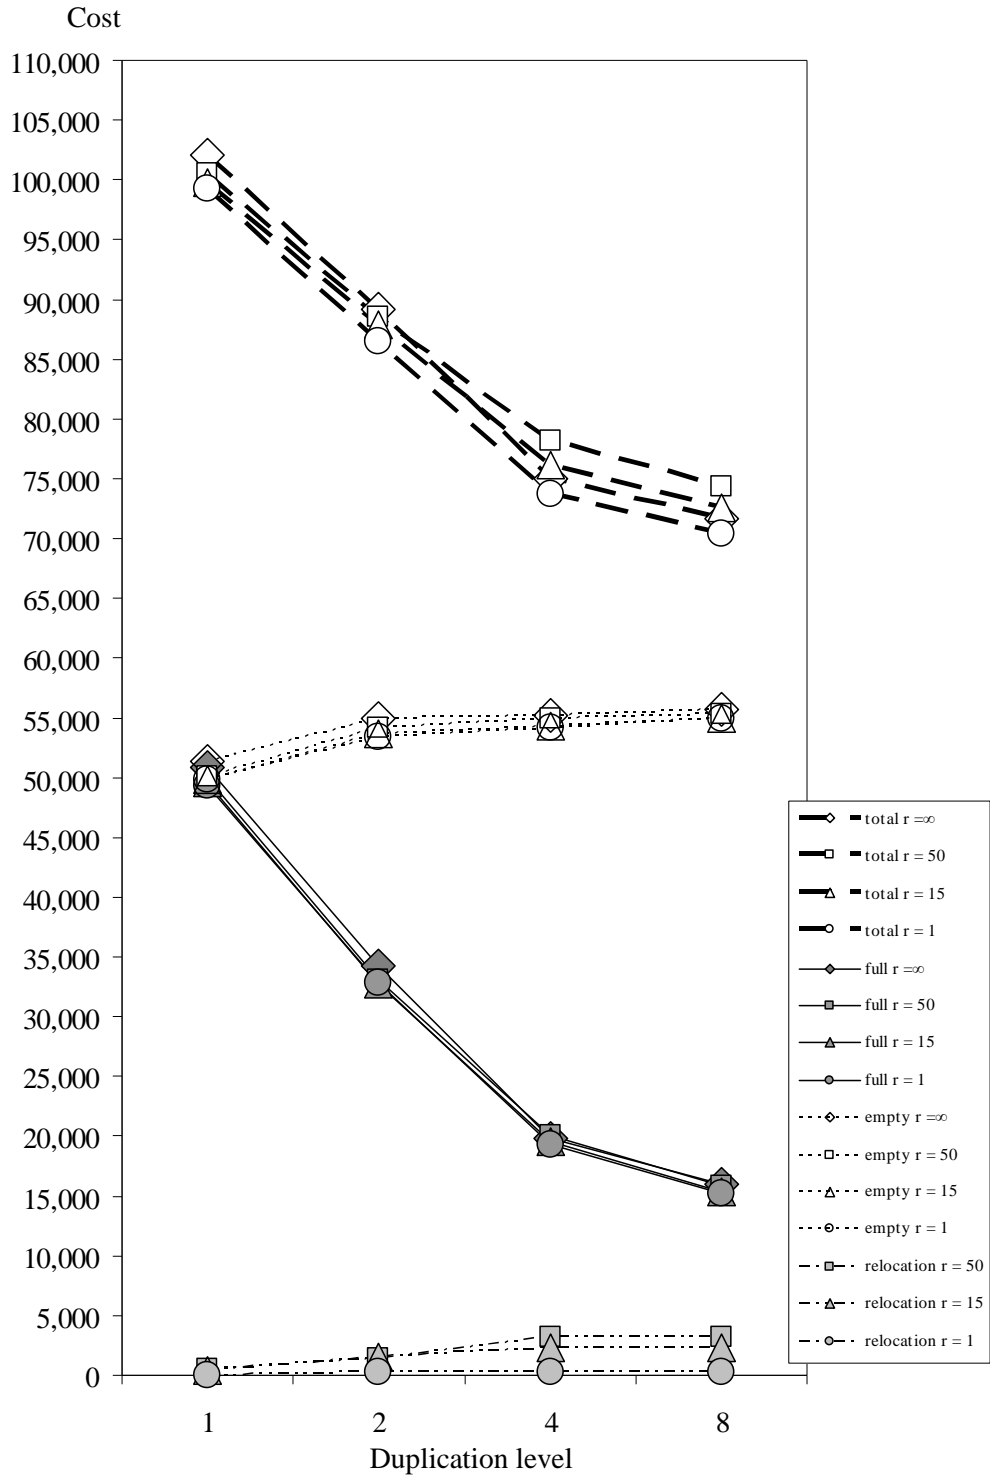 Cost
110,000
105,000
100,000
95,000
90,000
85,000
80,000
75,000
70,000
65,000
60,000
55,000
50,000
45,000
40,000
35,000
30,000
25,000
20,000
15,000
10,000
5,000
0
1 2 4 8
Duplication level
total r =∞
total r = 50
total r = 15
total r = 1
full r =∞
full r = 50
full r = 15
full r = 1
empty r =∞
empty r = 50
empty r = 15
empty r = 1
relocation r = 50
relocation r = 15
relocation r = 1